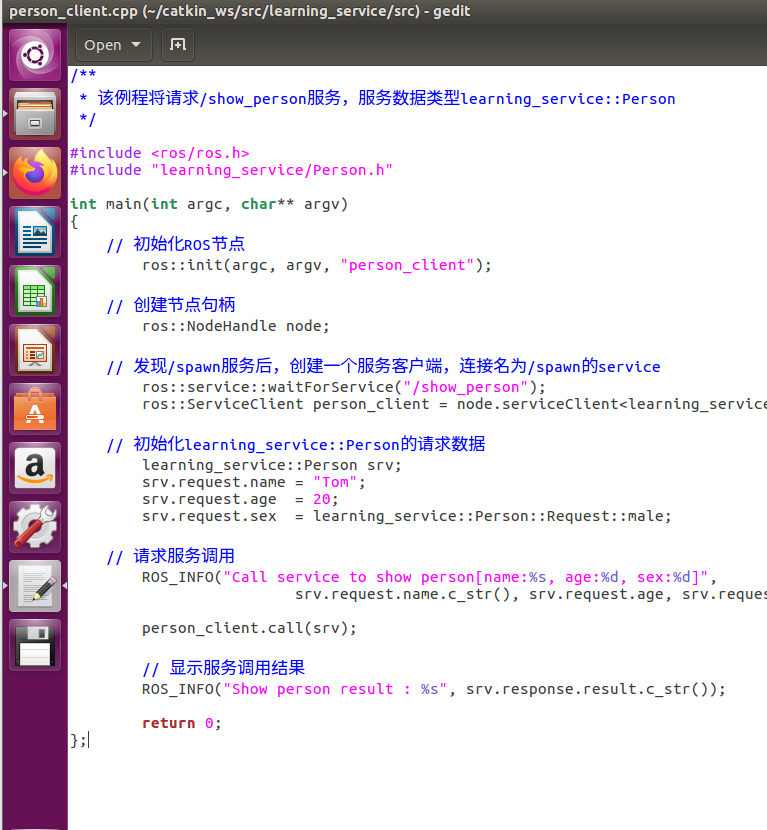 person_client.cpp (~/catkin_ws/src/learning_service/src) - gedit
Open
/**
 * 该例程将请求/show_person服务，服务数据类型learning_service::Person
 */
#include <ros/ros.h>
#include "learning_service/Person.h"
int main(int argc, char** argv)
{
// 初始化ROS节点
ros::init(argc, argv, "person_client");
// 创建节点句柄
ros::NodeHandle node;
// 发现/spawn服务后，创建一个服务客户端，连接名为/spawn的service
ros::service::waitForService("/show_person");
ros::ServiceClient person_client = node.serviceClient<learning_service
// 初始化learning_service::Person的请求数据
learning_service::Person srv;
srv.request.name = "Tom";
srv.request.age  = 20;
srv.request.sex  = learning_service::Person::Request::male;
// 请求服务调用
ROS_INFO("Call service to show person[name:%s, age:%d, sex:%d]",
srv.request.name.c_str(), srv.request.age, srv.reques
person_client.call(srv);
// 显示服务调用结果
ROS_INFO("Show person result : %s", srv.response.result.c_str());
return 0;
};